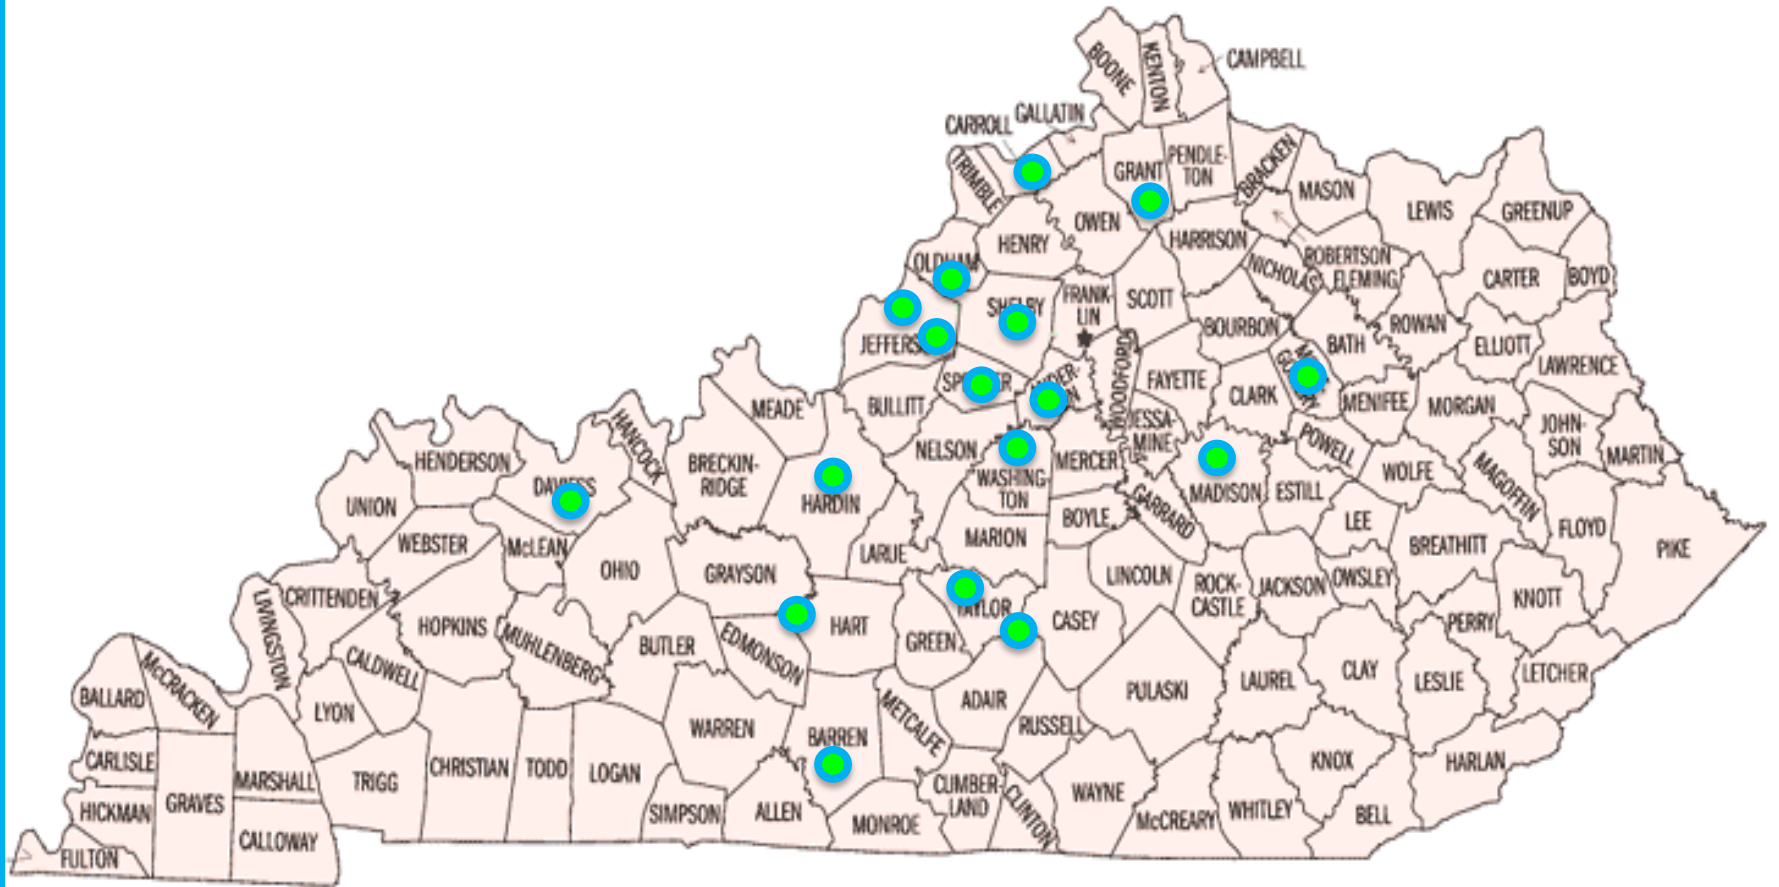 BOONE
KENTON
CAMPBELL
GALLATIN
CARROLL
TRIMBLE
GRANT
PENDLE-
TON
BRACKEN
MASON
LEWIS
GREENUP
OWEN
HENRY
HARRISON
ROBERTSON
NICHOLAS
FLEMING
CARTER
BOYD
OLDHAM
SHELBY
FRANK-
LIN
SCOTT
BOURBON
BATH
ROWAN
ELLIOTT
LAWRENCE
JEFFERS
WOODFORD
FAYETTE
CLARK
MENIFEE
MORGAN
JOHN-
SON
MARTIN
BULLITT
MEADE
HANCOCK
NELSON
WASHING-
TON
MERCER
JESSA-
MINE
MADISON
ESTILL
POWELL
WOLFE
MAGOFFIN
HENDERSON
UNION
DAVIESS
BRECKIN-
RIDGE
HARDIN
BOYLE
GARRARD
LEE
BREATHITT
FLOYD
PIKE
WEBSTER
McLEAN
OHIO
GRAYSON
LARUE
MARION
LINCOLN
ROCK-
CASTLE
JACKSON
OWSLEY
KNOTT
PERRY
CRITTENDEN
LIVINGSTON
HOPKINS
MUHLENBERG
BUTLER
EDMONSON
HART
GREEN
TAYLOR
CASEY
PULASKI
LAUREL
CLAY
LESLIE
LETCHER
BALLARD
McCRACKEN
LYON
CALDWELL
WARREN
BARREN
METCALFE
ADAIR
RUSSELL
KNOX
HARLAN
CARLISLE
MARSHALL
TRIGG
CHRISTIAN
TODD
LOGAN
SIMPSON
ALLEN
MONROE
CUMBER-
LAND
CLINTON
WAYNE
McCREARY
WHITLEY
BELL
HICKMAN
GRAVES
CALLOWAY
FULTON